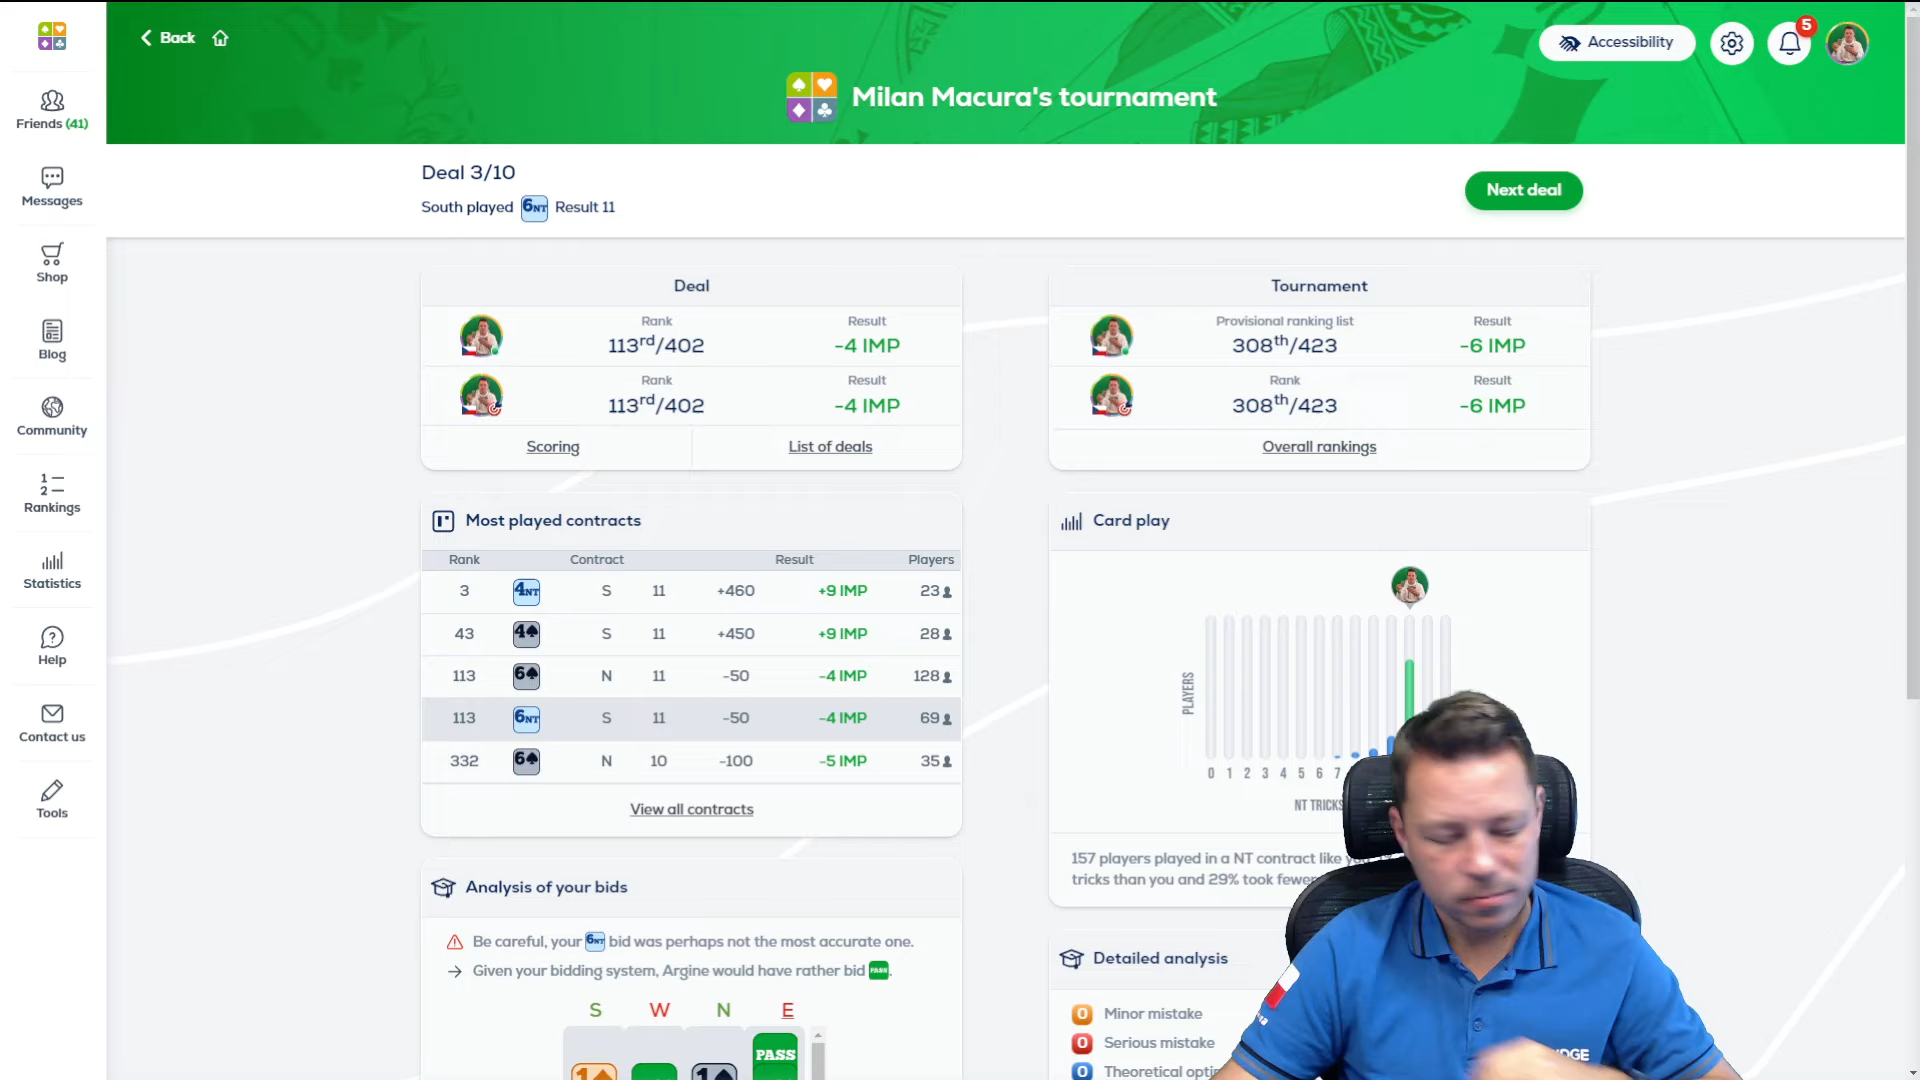 Back
Accessibility
5
Milan Macura's tournament
Friends (41)
Messages
Shop
Blog
Community
Rankings
Statistics
Help
Contact us
Tools
Deal 3/10
South played 6NT Result 11
Next deal
Deal
Rank Result
113rd/402 -4 IMP
Rank Result
113rd/402 -4 IMP
Scoring List of deals
Tournament
Provisional ranking list Result
308th/423 -6 IMP
Rank Result
308th/423 -6 IMP
Overall rankings
Most played contracts
Rank Contract Result Players
3 4NT S 11 +460 +9 IMP 23
43 4♠ S 11 +450 +9 IMP 28
113 6♠ N 11 -50 -4 IMP 128
113 6NT S 11 -50 -4 IMP 69
332 6♠ N 10 -100 -5 IMP 35
View all contracts
Card play
PLAYERS
0 1 2 3 4 5 6 7
NT TRICKS
157 players played in a NT contract like
tricks than you and 29% took fewer
Analysis of your bids
Be careful, your 6NT bid was perhaps not the most accurate one.
Given your bidding system, Argine would have rather bid PASS.
S W N E
PASS
1♦ 1♠
Detailed analysis
0 Minor mistake
0 Serious mistake
0 Theoretical